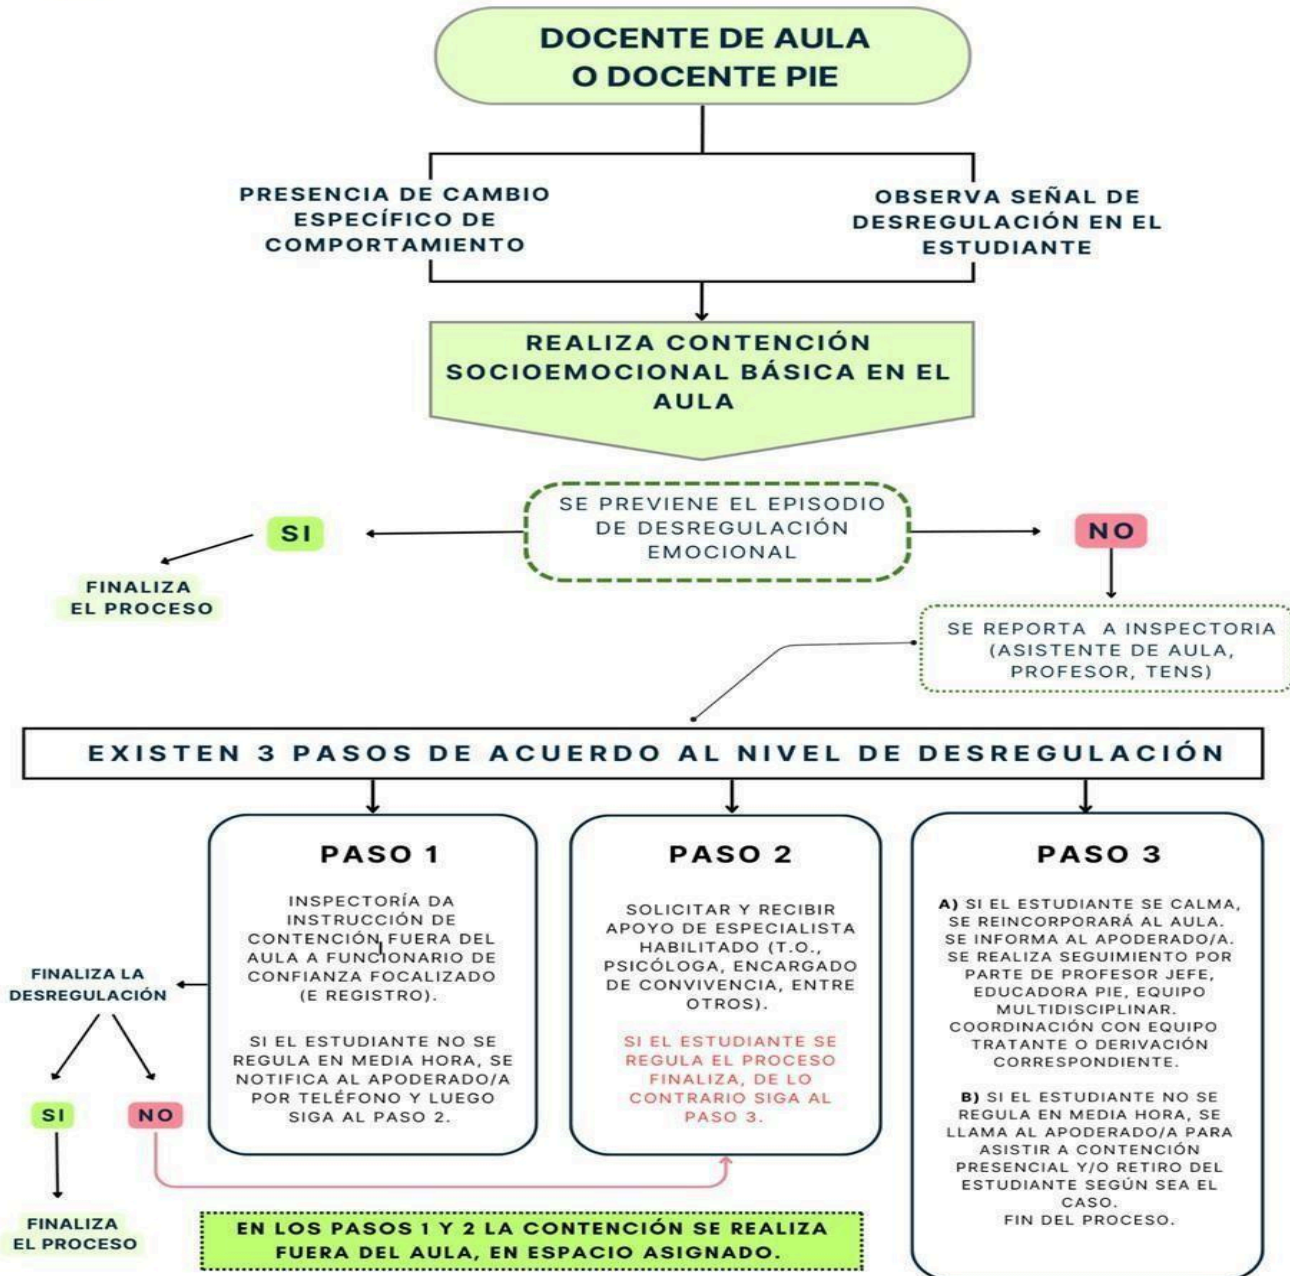 DOCENTE DE AULA
O DOCENTE PIE
PRESENCIA DE CAMBIO
ESPECÍFICO DE
COMPORTAMIENTO
OBSERVA SEÑAL DE
DESREGULACIÓN EN EL
ESTUDIANTE
REALIZA CONTENCIÓN
SOCIOEMOCIONAL BÁSICA EN EL
AULA
SE PREVIENE EL EPISODIO
DE DESREGULACIÓN
EMOCIONAL
SI
NO
FINALIZA
EL PROCESO
SE REPORTA A INSPECTORIA
(ASISTENTE DE AULA,
PROFESOR, TENS)
EXISTEN 3 PASOS DE ACUERDO AL NIVEL DE DESREGULACIÓN
PASO 1
INSPECTORÍA DA
INSTRUCCIÓN DE
CONTENCIÓN FUERA DEL
AULA A FUNCIONARIO DE
CONFIANZA FOCALIZADO
(E REGISTRO).
SI EL ESTUDIANTE NO SE
REGULA EN MEDIA HORA, SE
NOTIFICA AL APODERADO/A
POR TELÉFONO Y LUEGO
SIGA AL PASO 2.
FINALIZA LA
DESREGULACIÓN
SI
NO
FINALIZA
EL PROCESO
PASO 2
SOLICITAR Y RECIBIR
APOYO DE ESPECIALISTA
HABILITADO (T.O.,
PSICÓLOGA, ENCARGADO
DE CONVIVENCIA, ENTRE
OTROS).
SI EL ESTUDIANTE SE
REGULA EL PROCESO
FINALIZA, DE LO
CONTRARIO SIGA AL
PASO 3.
PASO 3
A) SI EL ESTUDIANTE SE CALMA,
SE REINCORPORARÁ AL AULA.
SE INFORMA AL APODERADO/A.
SE REALIZA SEGUIMIENTO POR
PARTE DE PROFESOR JEFE,
EDUCADORA PIE, EQUIPO
MULTIDISCIPLINAR.
COORDINACIÓN CON EQUIPO
TRATANTE O DERIVACIÓN
CORRESPONDIENTE.
B) SI EL ESTUDIANTE NO SE
REGULA EN MEDIA HORA, SE
LLAMA AL APODERADO/A PARA
ASISTIR A CONTENCIÓN
PRESENCIAL Y/O RETIRO DEL
ESTUDIANTE SEGÚN SEA EL
CASO.
FIN DEL PROCESO.
EN LOS PASOS 1 Y 2 LA CONTENCIÓN SE REALIZA
FUERA DEL AULA, EN ESPACIO ASIGNADO.